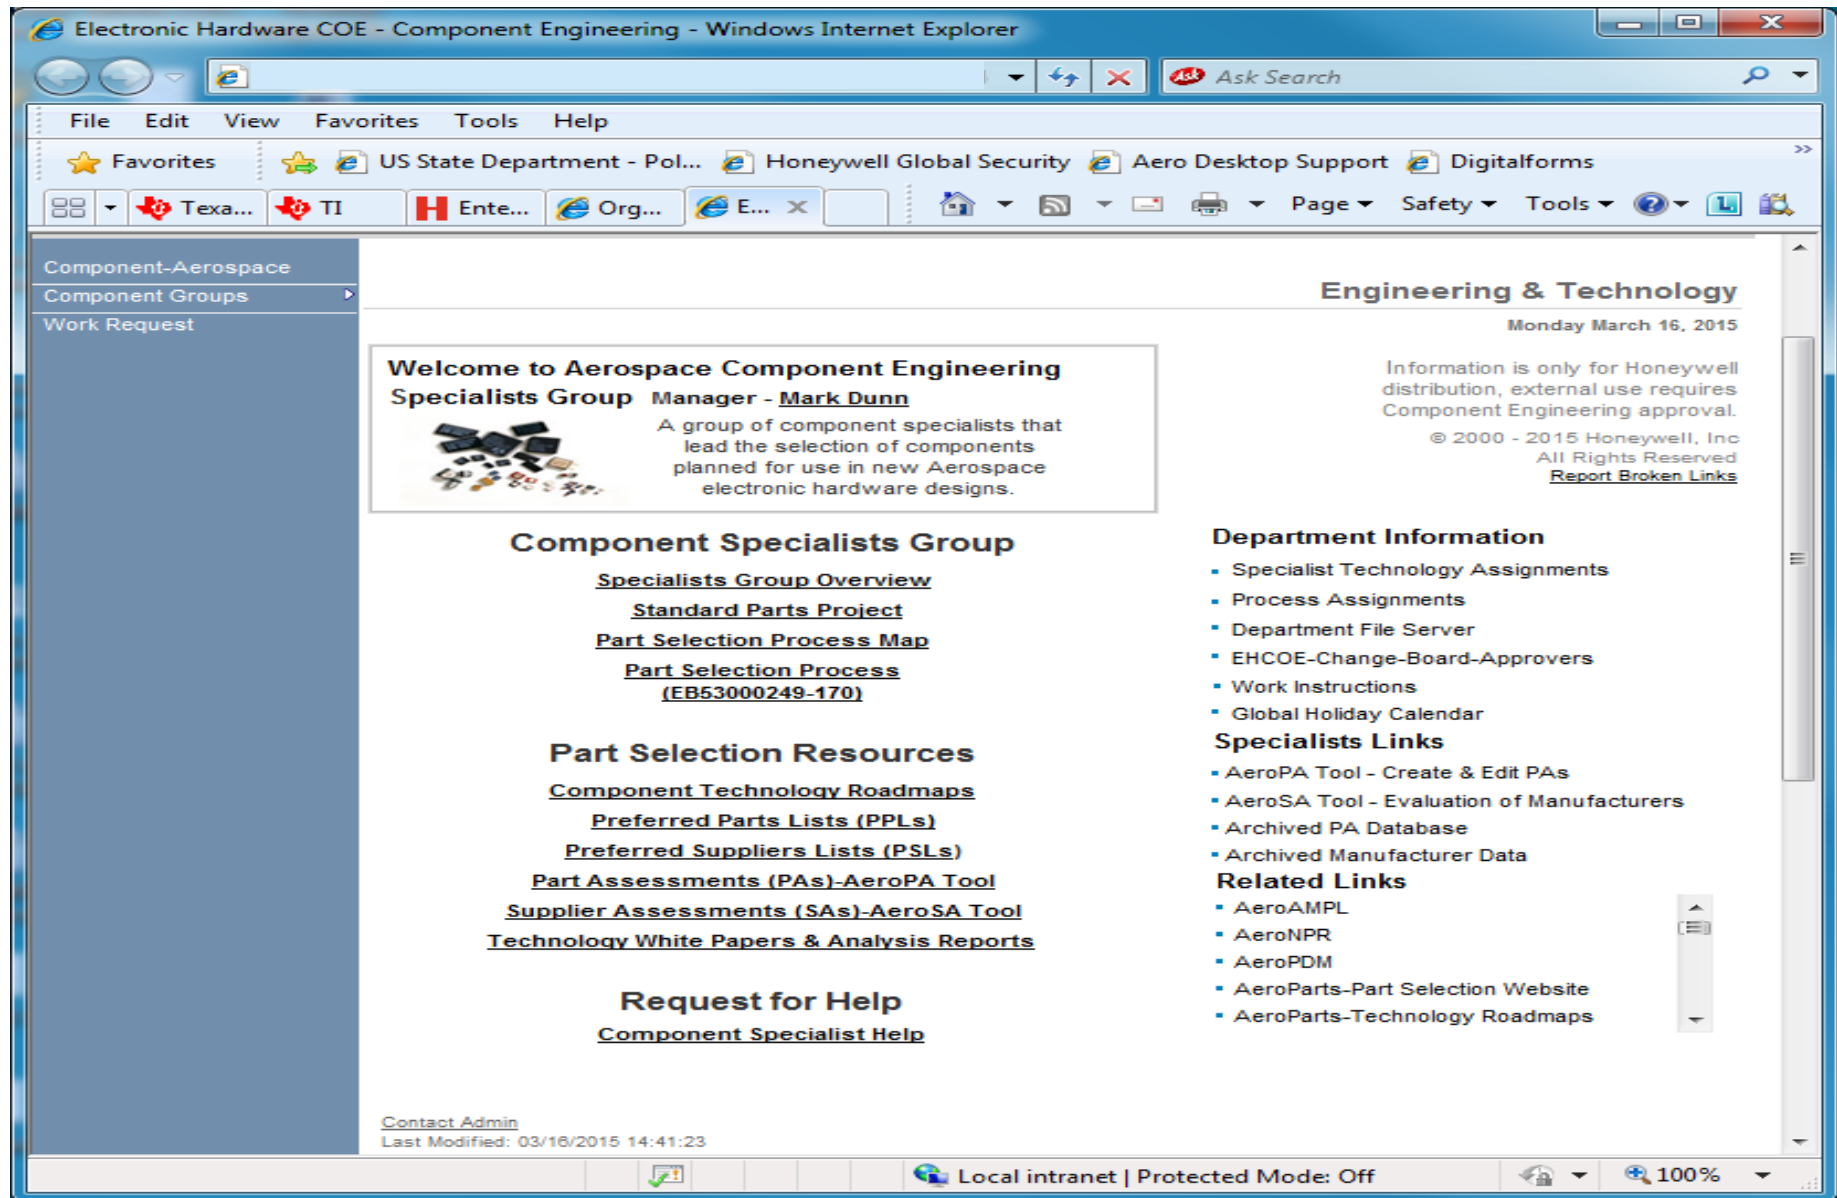 Electronic Hardware COE - Component Engineering - Windows Internet Explorer
Ask Ask Search
File Edit View Favorites Tools Help
Favorites US State Department - Pol... Honeywell Global Security Aero Desktop Support Digitalforms
Texa... TI H Ente... Org... E... Page Safety Tools
Component-Aerospace
Component Groups
Work Request
Engineering & Technology
Monday March 16, 2015
Welcome to Aerospace Component Engineering
Specialists Group Manager - Mark Dunn
A group of component specialists that
lead the selection of components
planned for use in new Aerospace
electronic hardware designs.
Information is only for Honeywell
distribution, external use requires
Component Engineering approval.
© 2000 - 2015 Honeywell, Inc
All Rights Reserved
Report Broken Links
Component Specialists Group
Specialists Group Overview
Standard Parts Project
Part Selection Process Map
Part Selection Process
(EB53000249-170)
Part Selection Resources
Component Technology Roadmaps
Preferred Parts Lists (PPLs)
Preferred Suppliers Lists (PSLs)
Part Assessments (PAs)-AeroPA Tool
Supplier Assessments (SAs)-AeroSA Tool
Technology White Papers & Analysis Reports
Request for Help
Component Specialist Help
Department Information
Specialist Technology Assignments
Process Assignments
Department File Server
EHCOE-Change-Board-Approvers
Work Instructions
Global Holiday Calendar
Specialists Links
AeroPA Tool - Create & Edit PAs
AeroSA Tool - Evaluation of Manufacturers
Archived PA Database
Archived Manufacturer Data
Related Links
AeroAMPL
AeroNPR
AeroPDM
AeroParts-Part Selection Website
AeroParts-Technology Roadmaps
Contact Admin
Last Modified: 03/16/2015 14:41:23
Local intranet | Protected Mode: Off 100%